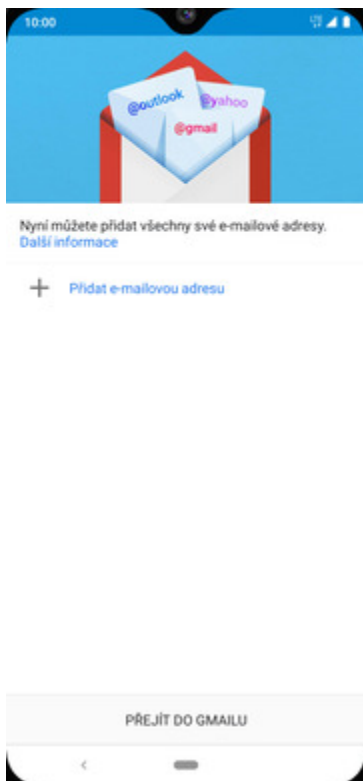 10:00
@outlook
@yahoo
@gmail
Nyní můžete přidat všechny své e-mailové adresy.
Další informace
Přidat e-mailovou adresu
PŘEJÍT DO GMAILU